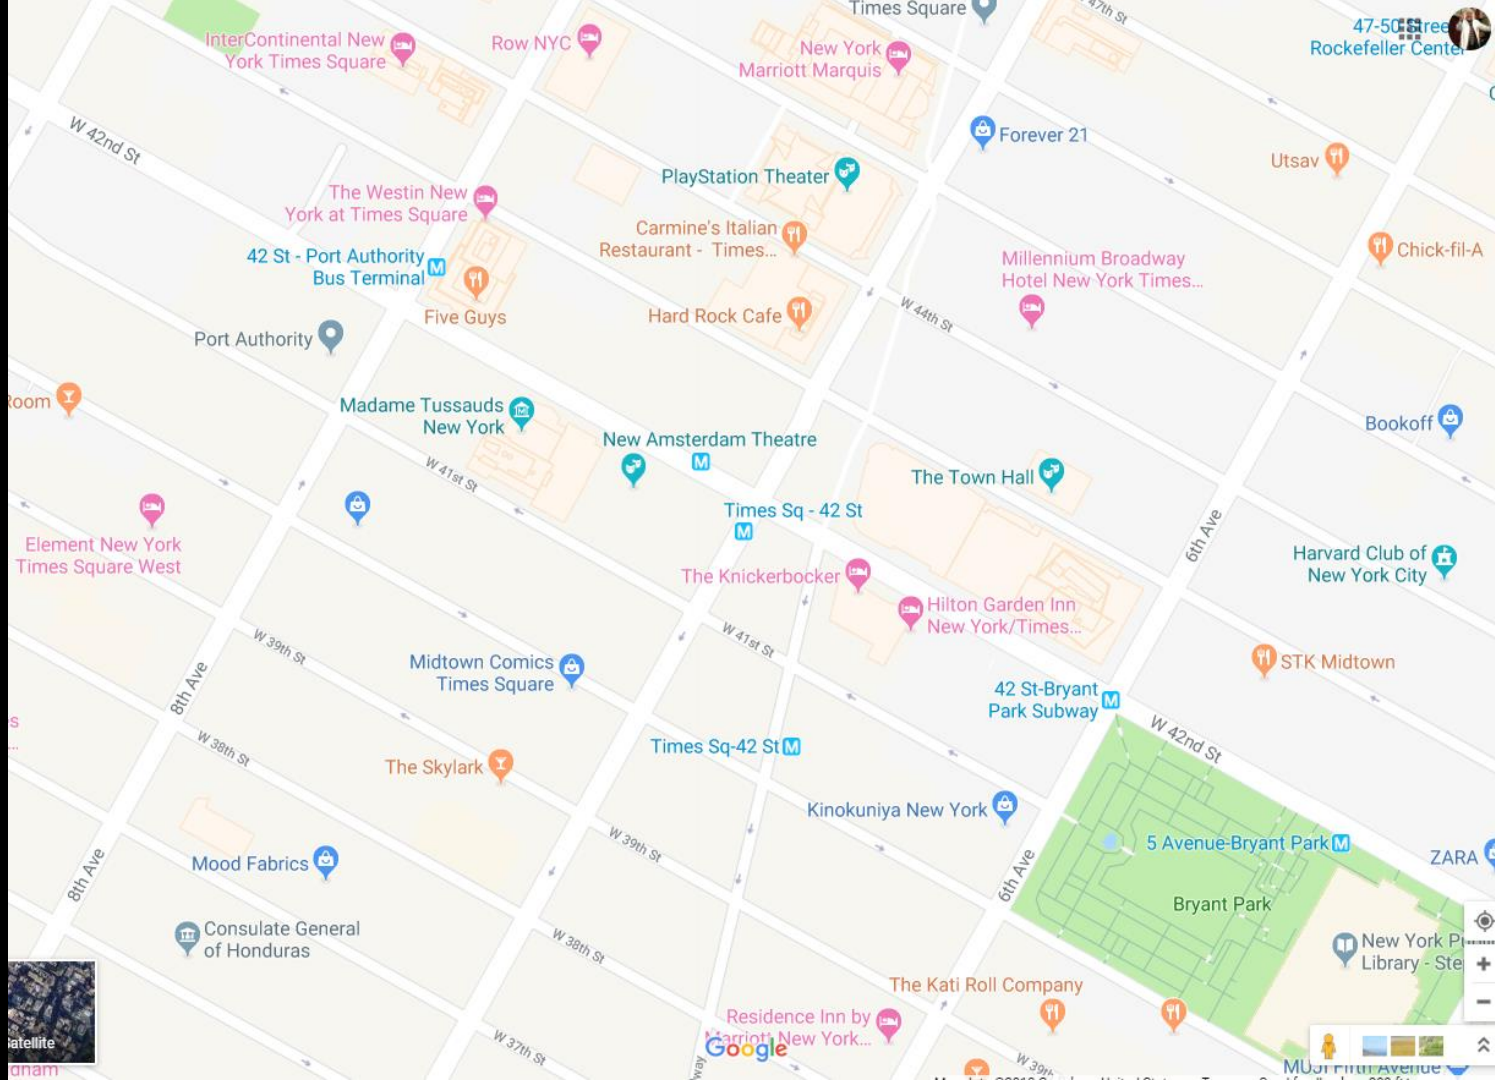 Times Square
47th St
47-50 Stree
Rockefeller Center
InterContinental New
York Times Square
Row NYC
New York
Marriott Marquis
W 42nd St
Forever 21
Utsav
PlayStation Theater
The Westin New
York at Times Square
Carmine's Italian
Restaurant - Times...
Chick-fil-A
42 St - Port Authority
Bus Terminal
Millennium Broadway
Hotel New York Times...
Five Guys
Hard Rock Cafe
W 44th St
Port Authority
Room
Madame Tussauds
New York
Bookoff
New Amsterdam Theatre
W 41st St
The Town Hall
Times Sq - 42 St
6th Ave
Element New York
Times Square West
The Knickerbocker
Harvard Club of
New York City
Hilton Garden Inn
New York/Times...
W 39th St
W 41st St
Midtown Comics
Times Square
STK Midtown
8th Ave
42 St-Bryant
Park Subway
W 42nd St
W 38th St
Times Sq-42 St
The Skylark
Kinokuniya New York
W 39th St
5 Avenue-Bryant Park
ZARA
Mood Fabrics
8th Ave
6th Ave
Bryant Park
Consulate General
of Honduras
W 38th St
New York Pu
Library - Ste
The Kati Roll Company
Residence Inn by
Marriott New York...
Satellite
W 37th St
Google
W 39th
MUJI Fifth Avenue